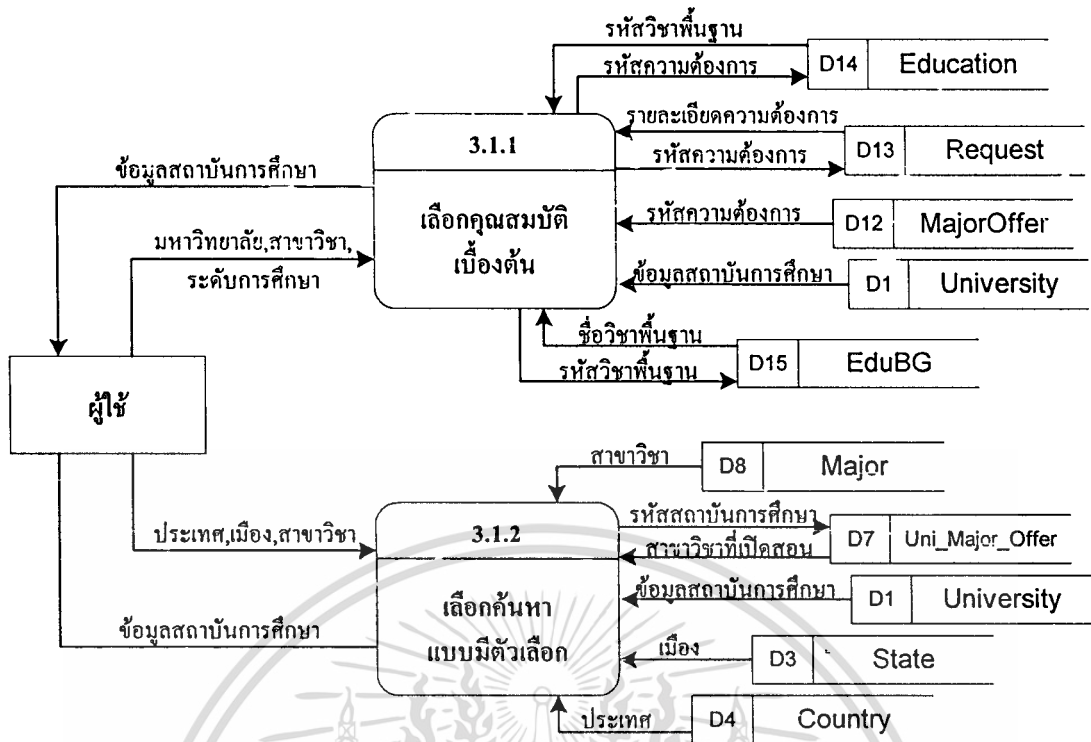 รหัสวิชาพื้นฐาน
D14 Education
รหัสความต้องการ
รายละเอียดความต้องการ
3.1.1
D13 Request
ข้อมูลสถาบันการศึกษา
รหัสความต้องการ
เลือกคุณสมบัติ
เบื้องต้น
รหัสความต้องการ
D12 MajorOffer
มหาวิทยาลัย,สาขาวิชา,
ระดับการศึกษา
ข้อมูลสถาบันการศึกษา
D1 University
ชื่อวิชาพื้นฐาน
D15 EduBG
รหัสวิชาพื้นฐาน
ผู้ใช้
สาขาวิชา
D8 Major
3.1.2
รหัสสถาบันการศึกษา
ประเทศ,เมือง,สาขาวิชา
D7 Uni_Major_Offer
สาขาวิชาที่เปิดสอน
ข้อมูลสถาบันการศึกษา
D1 University
เลือกค้นหา
แบบมีตัวเลือก
ข้อมูลสถาบันการศึกษา
เมือง
D3 State
ประเทศ
D4 Country